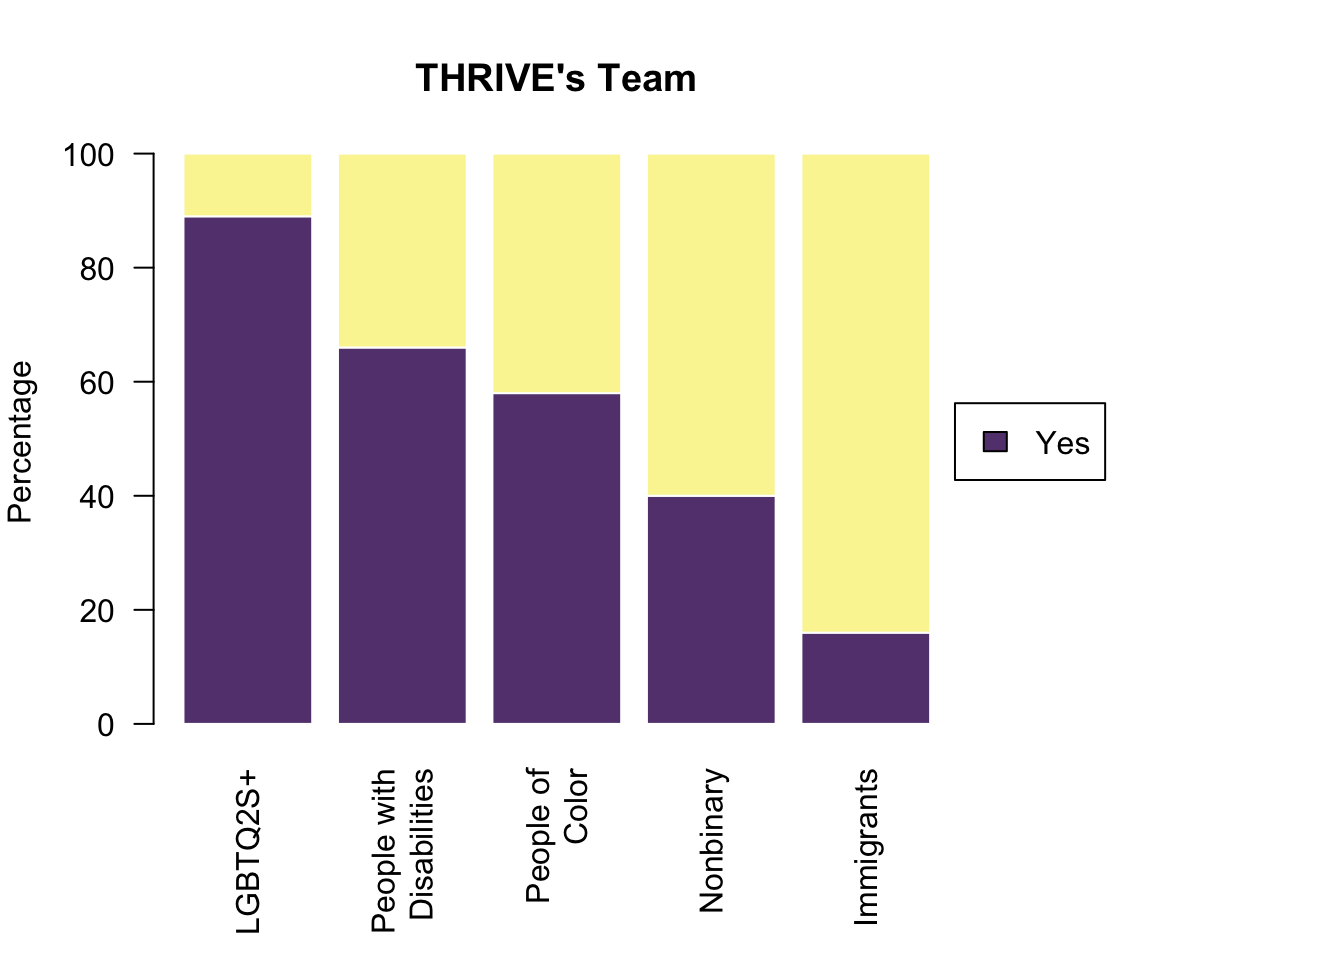 THRIVE's Team
Percentage
100
80
60
40
20
0
LGBTQ2S+
People with
Disabilities
People of
Color
Nonbinary
Immigrants
Yes